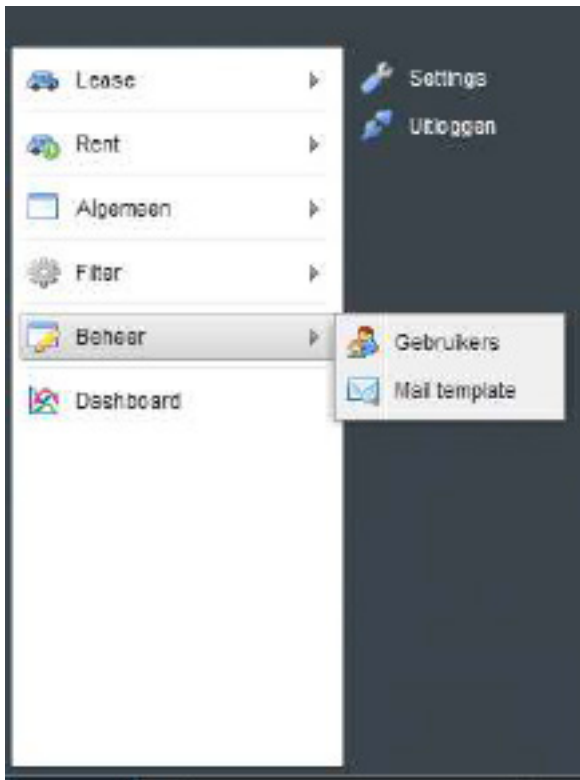 Lease
Rent
Algemeen
Filter
Beheer
Dashboard
Settings
Uitloggen
Gebruikers
Mail template